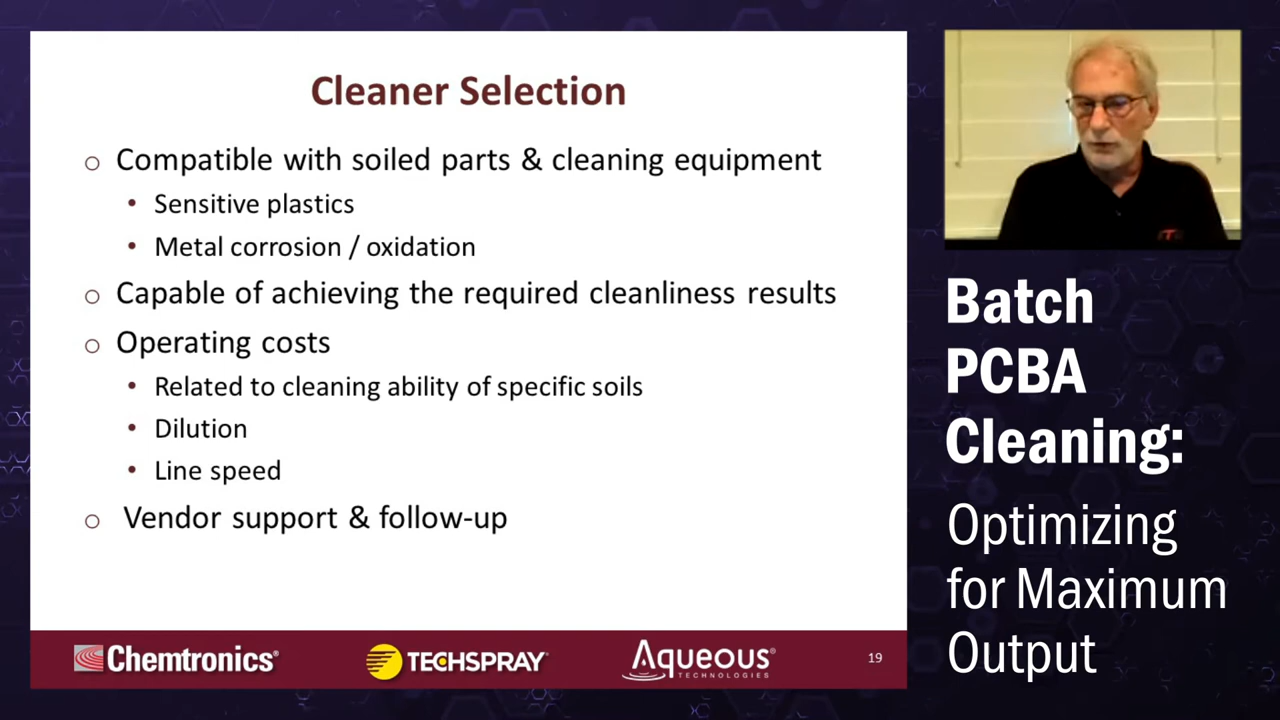 Cleaner Selection
○ Compatible with soiled parts & cleaning equipment
• Sensitive plastics
• Metal corrosion / oxidation
○ Capable of achieving the required cleanliness results
○ Operating costs
• Related to cleaning ability of specific soils
• Dilution
• Line speed
○ Vendor support & follow-up
Chemtronics®
TECHSPRAY®
Aqueous®
TECHNOLOGIES
19
Batch
PCBA
Cleaning:
Optimizing
for Maximum
Output